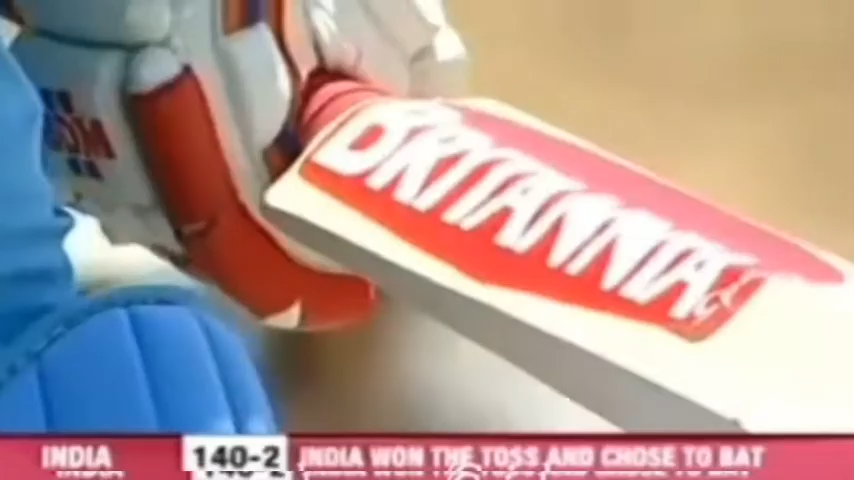 BRITANNIA
INDIA
140-2
INDIA WON THE TOSS AND CHOSE TO BAT